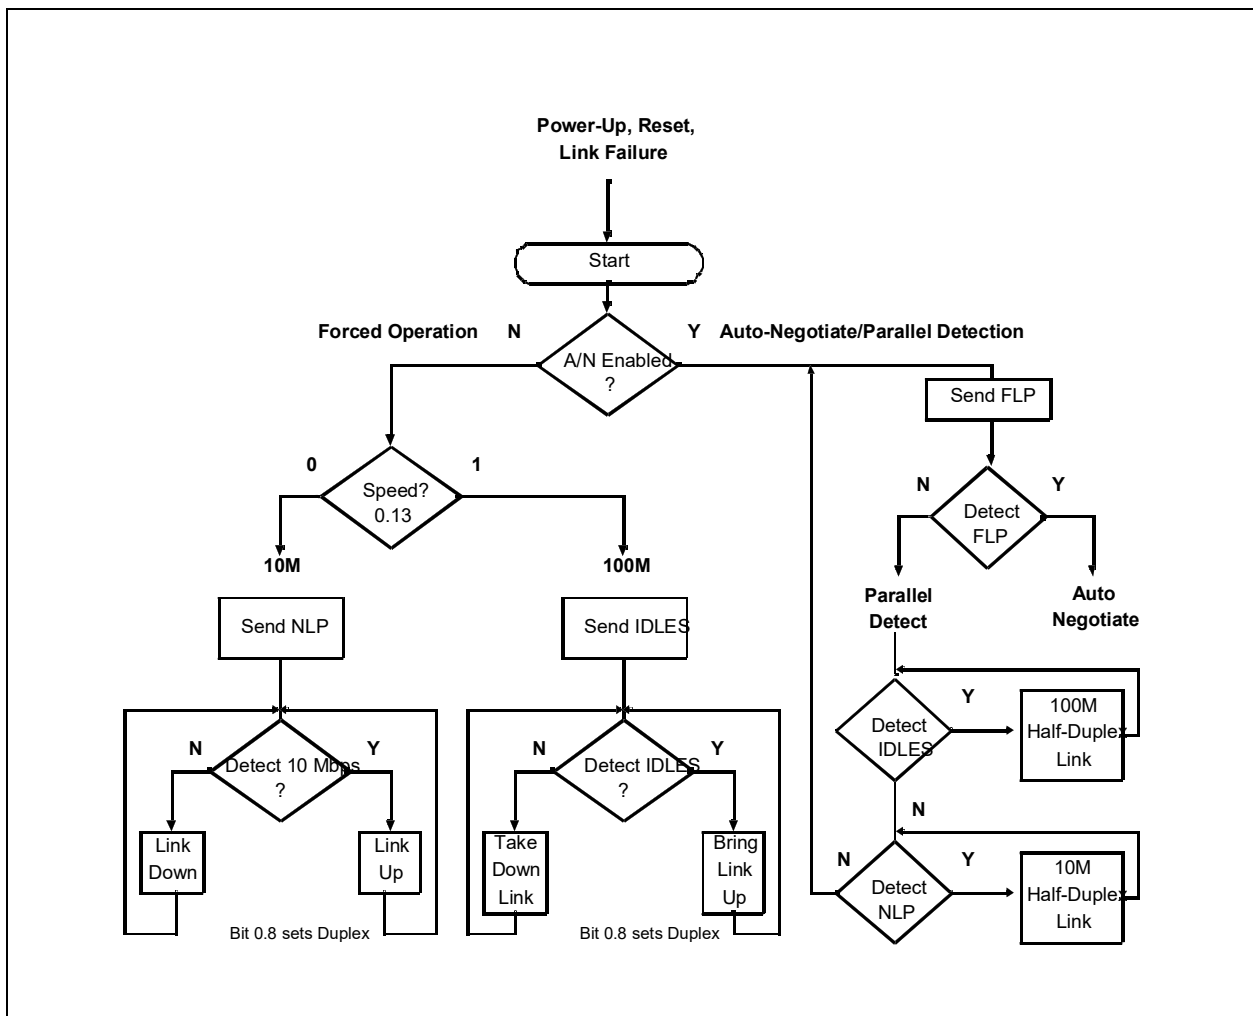 Power-Up, Reset,
Link Failure
Start
Forced Operation N
Y Auto-Negotiate/Parallel Detection
A/N Enabled
?
Send FLP
0
1
Speed?
0.13
N
Y
Detect
FLP
10M
100M
Parallel
Detect
Auto
Negotiate
Send NLP
Send IDLES
N
Y
Detect 10 Mbps
?
N
Y
Detect IDLES
?
Y
Detect
IDLES
100M
Half-Duplex
Link
N
Link
Down
Link
Up
Take
Down
Link
Bring
Link
Up
N
Y
Detect
NLP
10M
Half-Duplex
Link
Bit 0.8 sets Duplex
Bit 0.8 sets Duplex